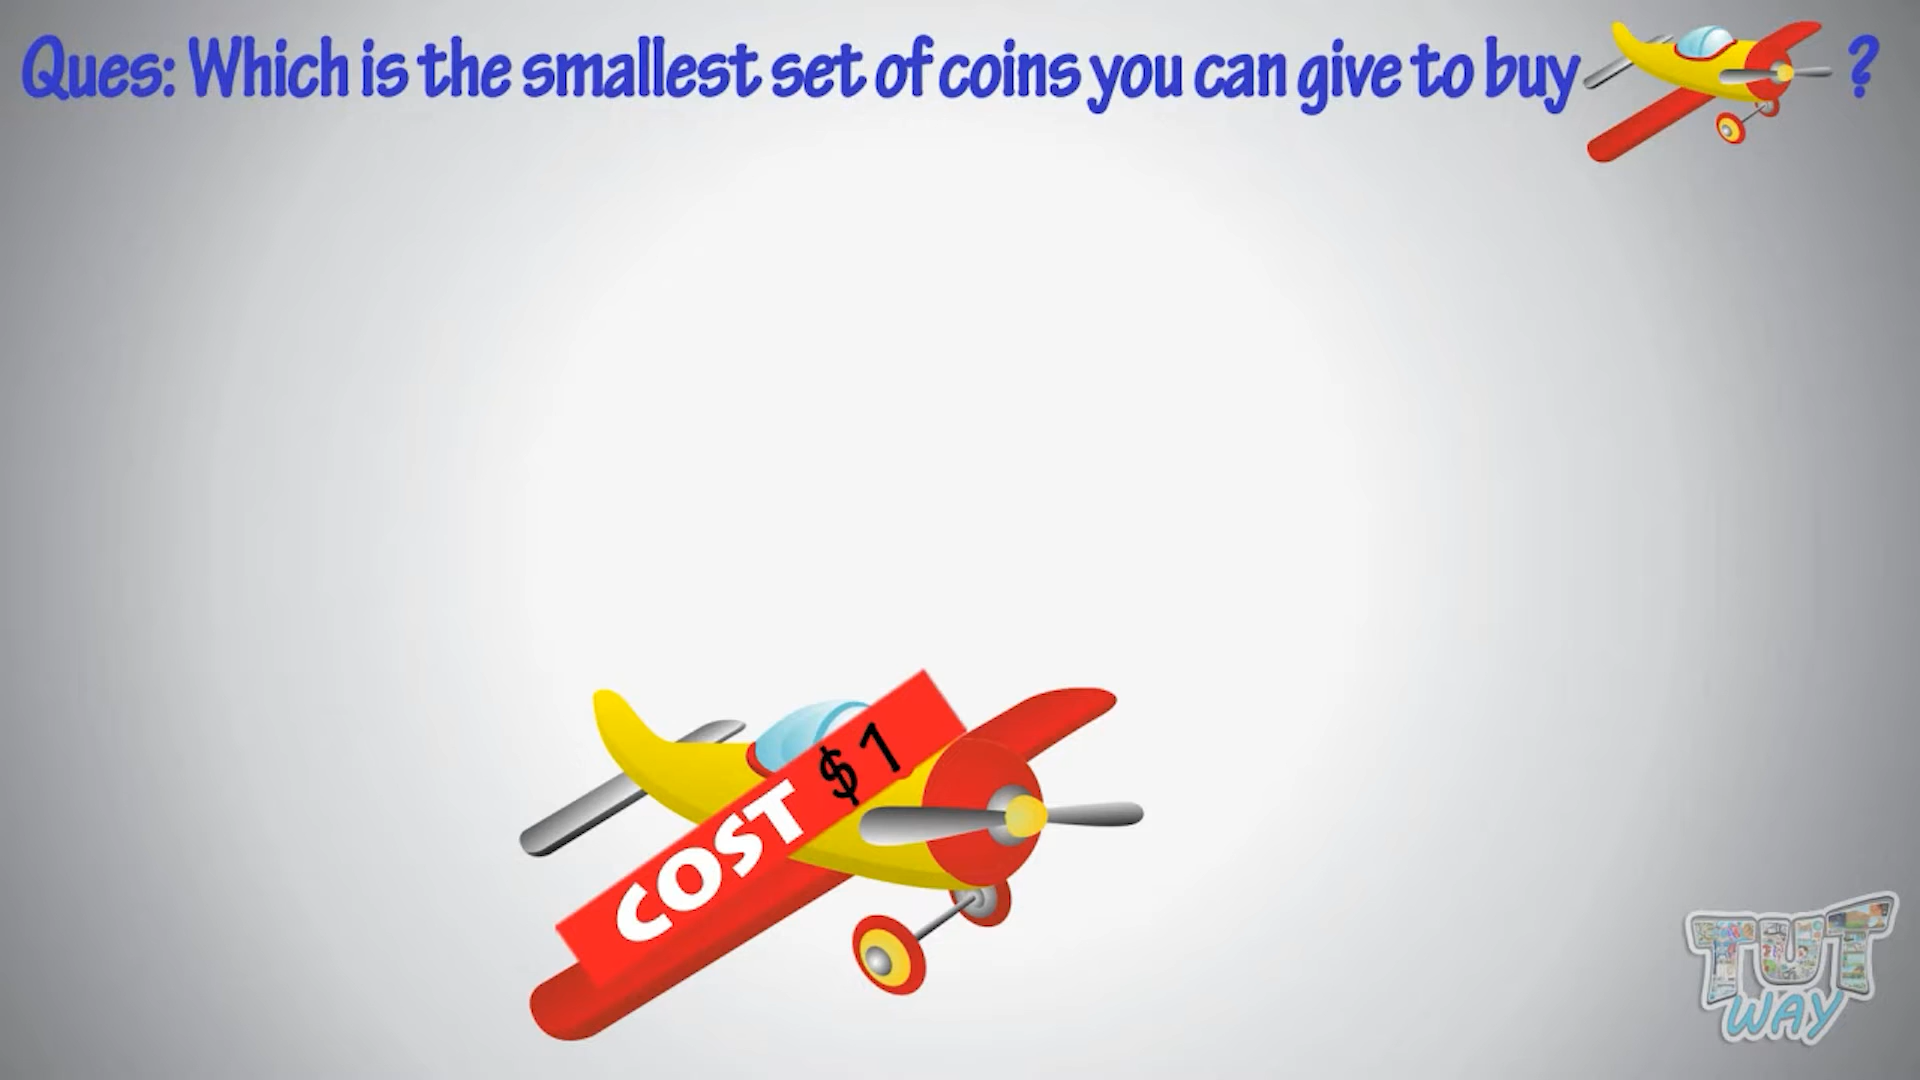 Ques: Which is the smallest set of coins you can give to buy ?
COST $ 1
TUT
WAY